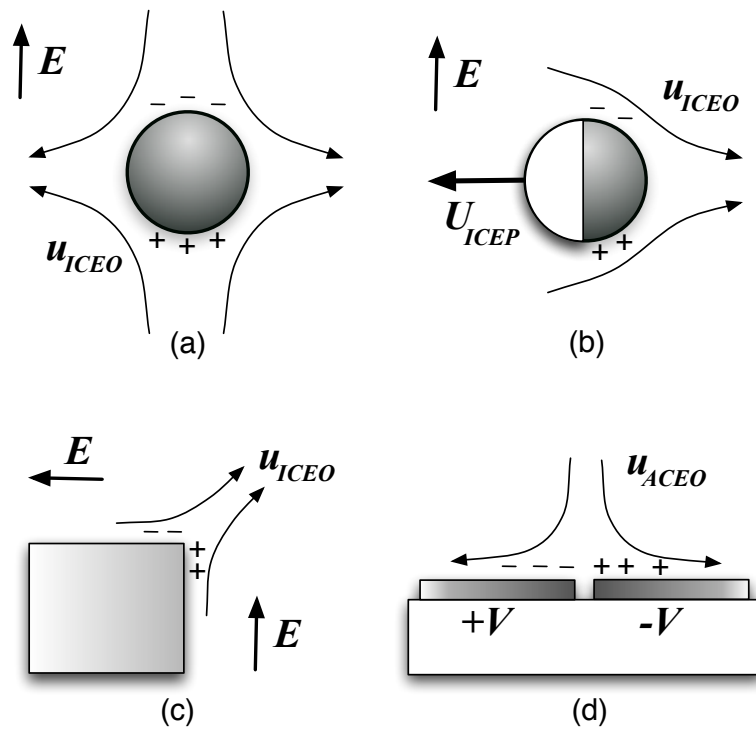 E
− − −
+ + +
u_ICEO
(a)
E
u_ICEO
− −
U_ICEP
+ +
(b)
E
u_ICEO
− −
+
+
E
(c)
u_ACEO
− − − + + +
+V -V
(d)